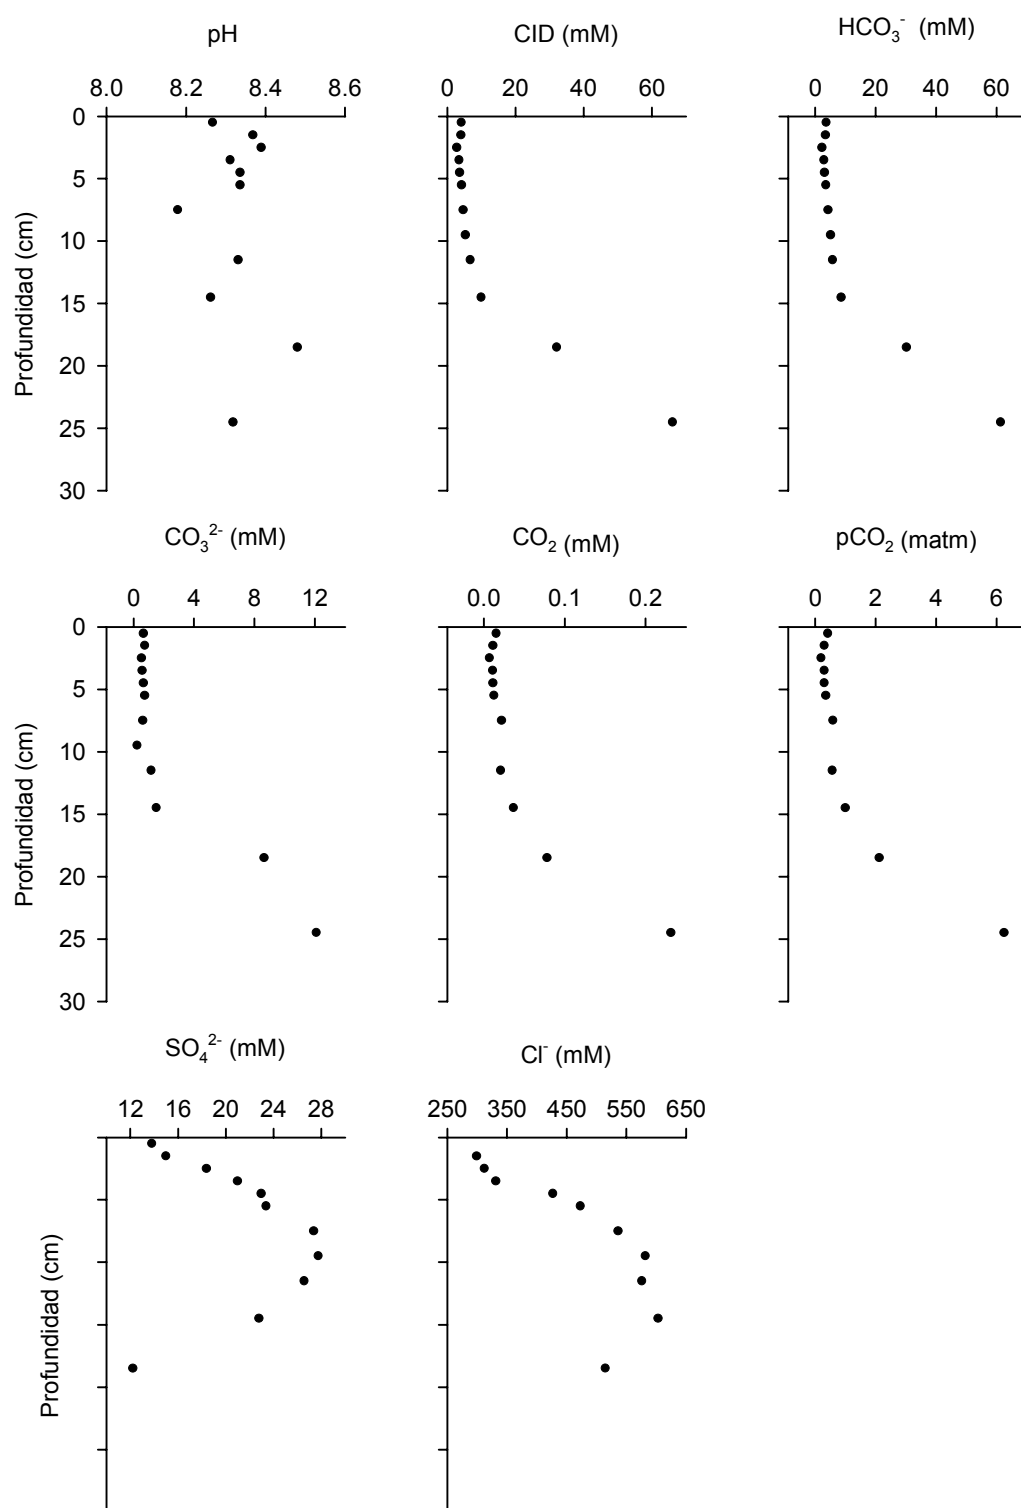 pH CID (mM) HCO₃⁻ (mM)
8.0 8.2 8.4 8.6 0 20 40 60 0 20 40 60
0
5
10
15
20
25
30
Profundidad (cm)
CO₃²⁻ (mM) CO₂ (mM) pCO₂ (matm)
0 4 8 12 0.0 0.1 0.2 0 2 4 6
0
5
10
15
20
25
30
Profundidad (cm)
SO₄²⁻ (mM) Cl⁻ (mM)
12 16 20 24 28 250 350 450 550 650
Profundidad (cm)